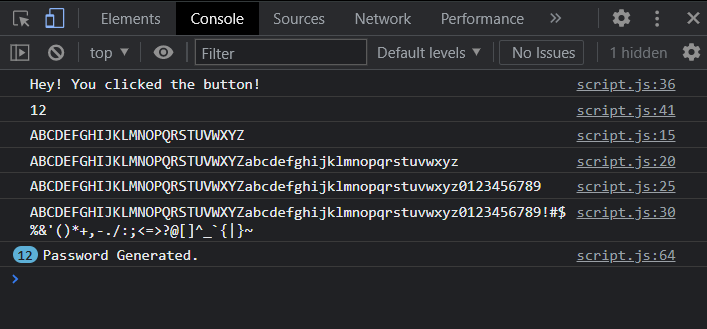 Elements Console Sources Network Performance »
top Filter Default levels No Issues 1 hidden
Hey! You clicked the button! script.js:36
12 script.js:41
ABCDEFGHIJKLMNOPQRSTUVWXYZ script.js:15
ABCDEFGHIJKLMNOPQRSTUVWXYZabcdefghijklmnopqrstuvwxyz script.js:20
ABCDEFGHIJKLMNOPQRSTUVWXYZabcdefghijklmnopqrstuvwxyz0123456789 script.js:25
ABCDEFGHIJKLMNOPQRSTUVWXYZabcdefghijklmnopqrstuvwxyz0123456789!#$ script.js:30
%&'()*+,-./:;<=>?@[]^_`{|}~
12 Password Generated. script.js:64
>